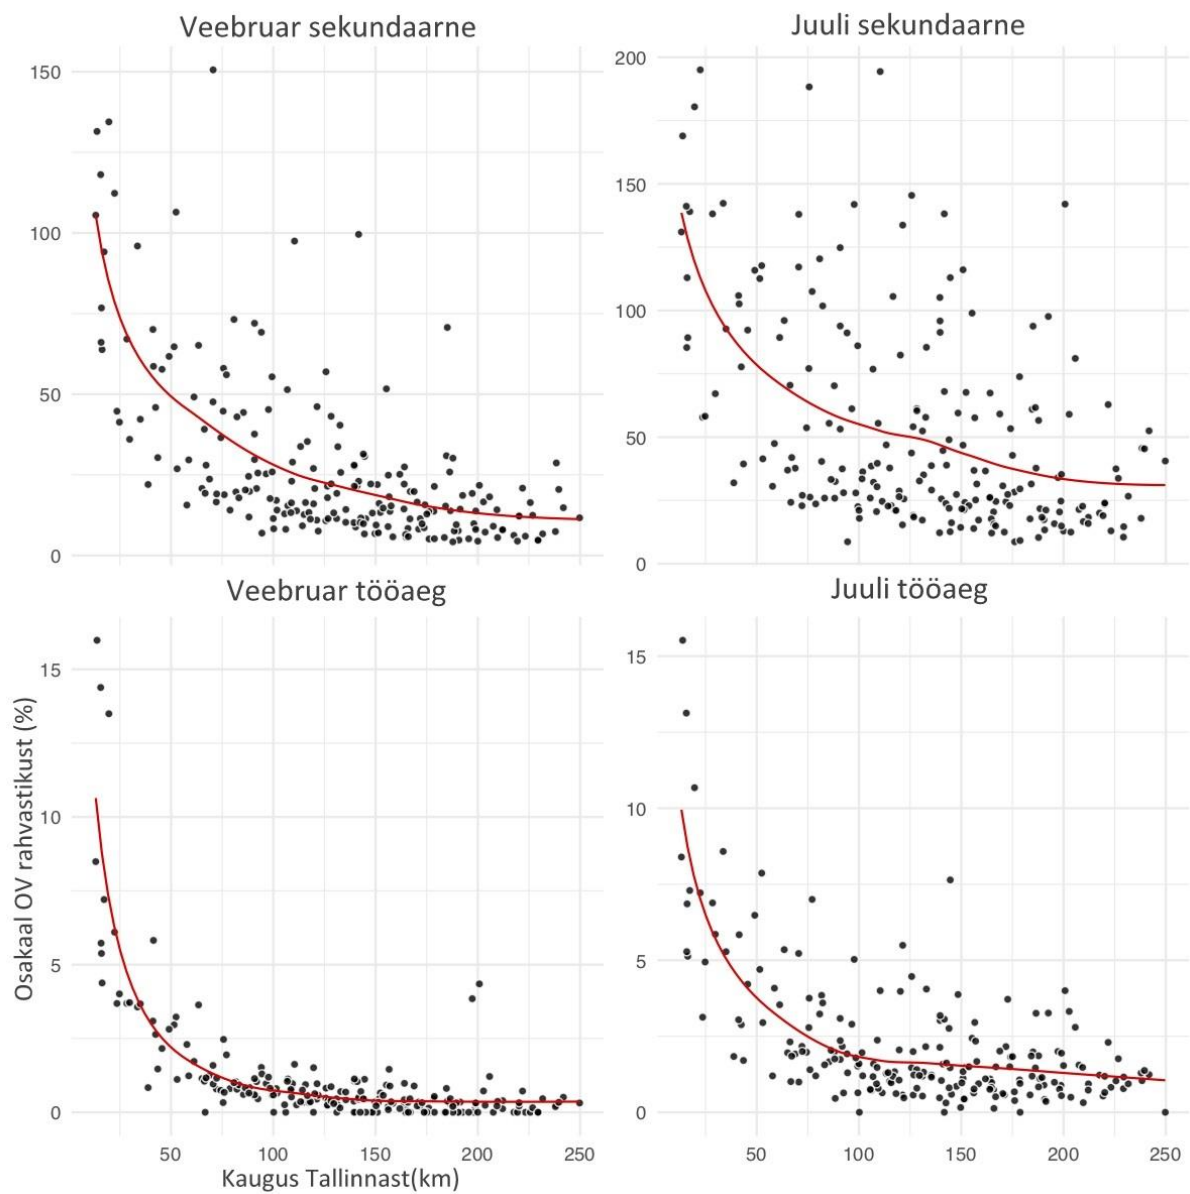 Veebruar sekundaarne
150
100
50
0
Juuli sekundaarne
200
150
100
50
0
Veebruar tööaeg
15
10
5
0
50 100 150 200 250
Juuli tööaeg
15
10
5
0
50 100 150 200 250
Osakaal OV rahvastikust (%)
Kaugus Tallinnast(km)